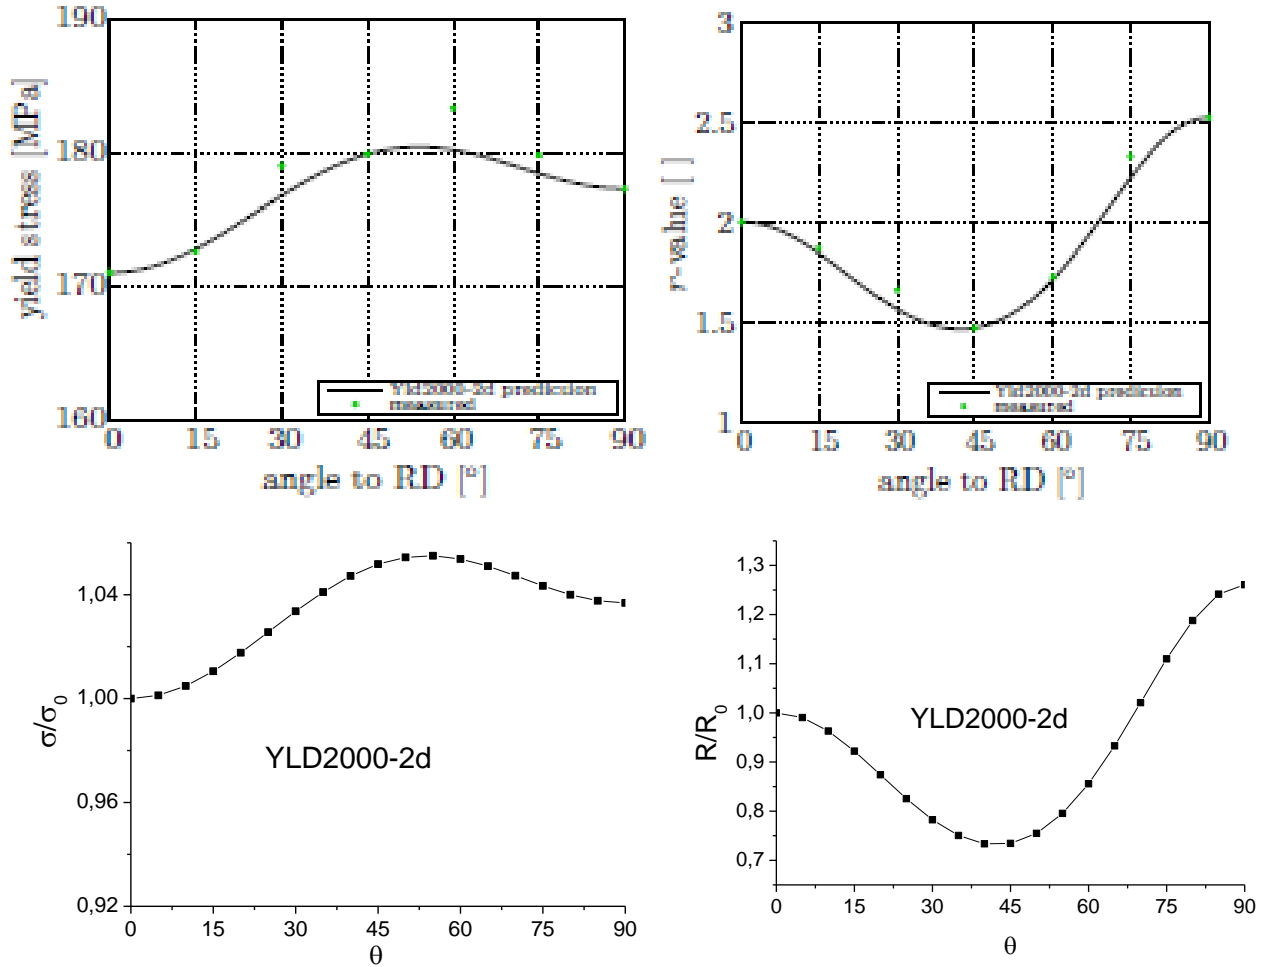 190
180
170
160
yield stress [MPa]
Yld2000-2d prediction
measured
0 15 30 45 60 75 90
angle to RD [°]
3
2.5
2
1.5
1
r-value [ ]
Yld2000-2d prediction
measured
0 15 30 45 60 75 90
angle to RD [°]
1,04
1,00
0,96
0,92
σ/σ0
YLD2000-2d
0 15 30 45 60 75 90
θ
1,3
1,2
1,1
1,0
0,9
0,8
0,7
R/R0
YLD2000-2d
0 15 30 45 60 75 90
θ